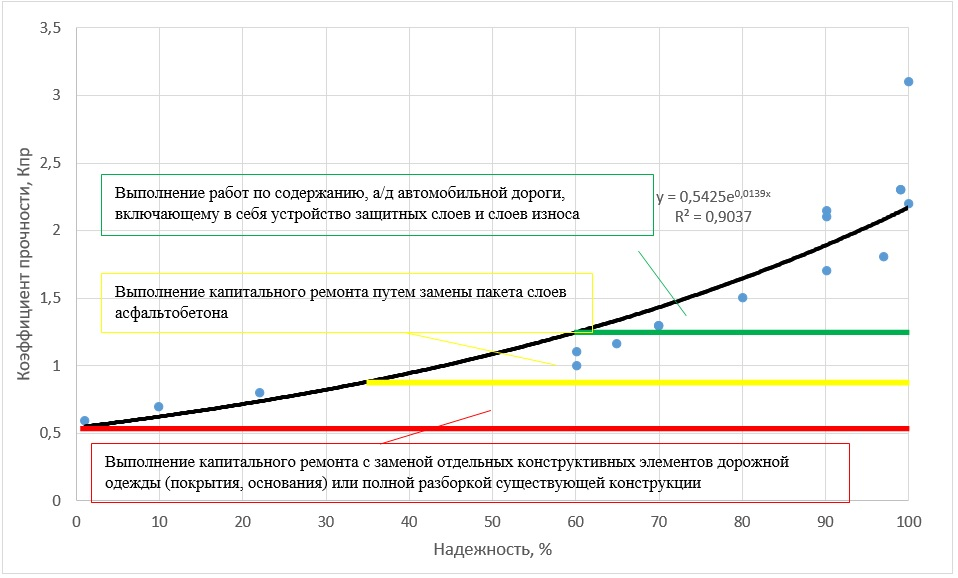 3,5
3
2,5
2
1,5
1
0,5
0
Коэффициент прочности, Кпр
Выполнение работ по содержанию, а/д автомобильной дороги,
включающему в себя устройство защитных слоев и слоев износа
y = 0,5425e^0,0139x
R² = 0,9037
Выполнение капитального ремонта путем замены пакета слоев
асфальтобетона
Выполнение капитального ремонта с заменой отдельных конструктивных элементов дорожной
одежды (покрытия, основания) или полной разборкой существующей конструкции
0 10 20 30 40 50 60 70 80 90 100
Надежность, %